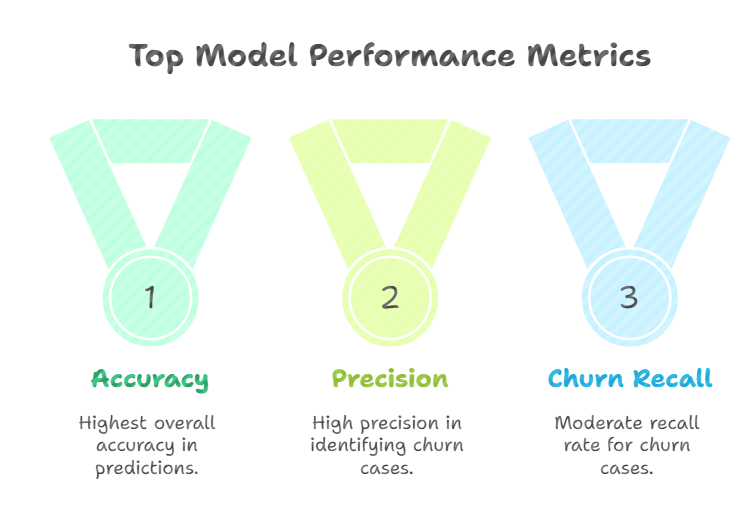 Top Model Performance Metrics
1
2
3
Accuracy
Precision
Churn Recall
Highest overall
accuracy in
predictions.
High precision in
identifying churn
cases.
Moderate recall
rate for churn
cases.